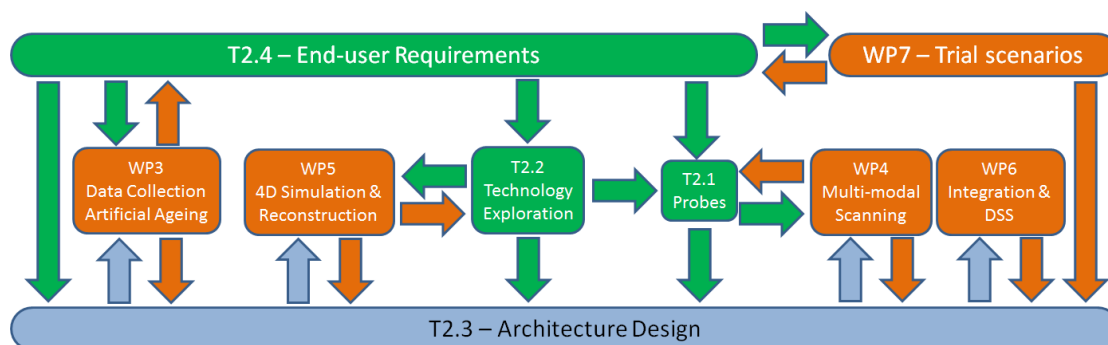 T2.4 – End-user Requirements
WP7 – Trial scenarios
WP3
Data Collection
Artificial Ageing
WP5
4D Simulation &
Reconstruction
T2.2
Technology
Exploration
T2.1
Probes
WP4
Multi-modal
Scanning
WP6
Integration &
DSS
T2.3 – Architecture Design